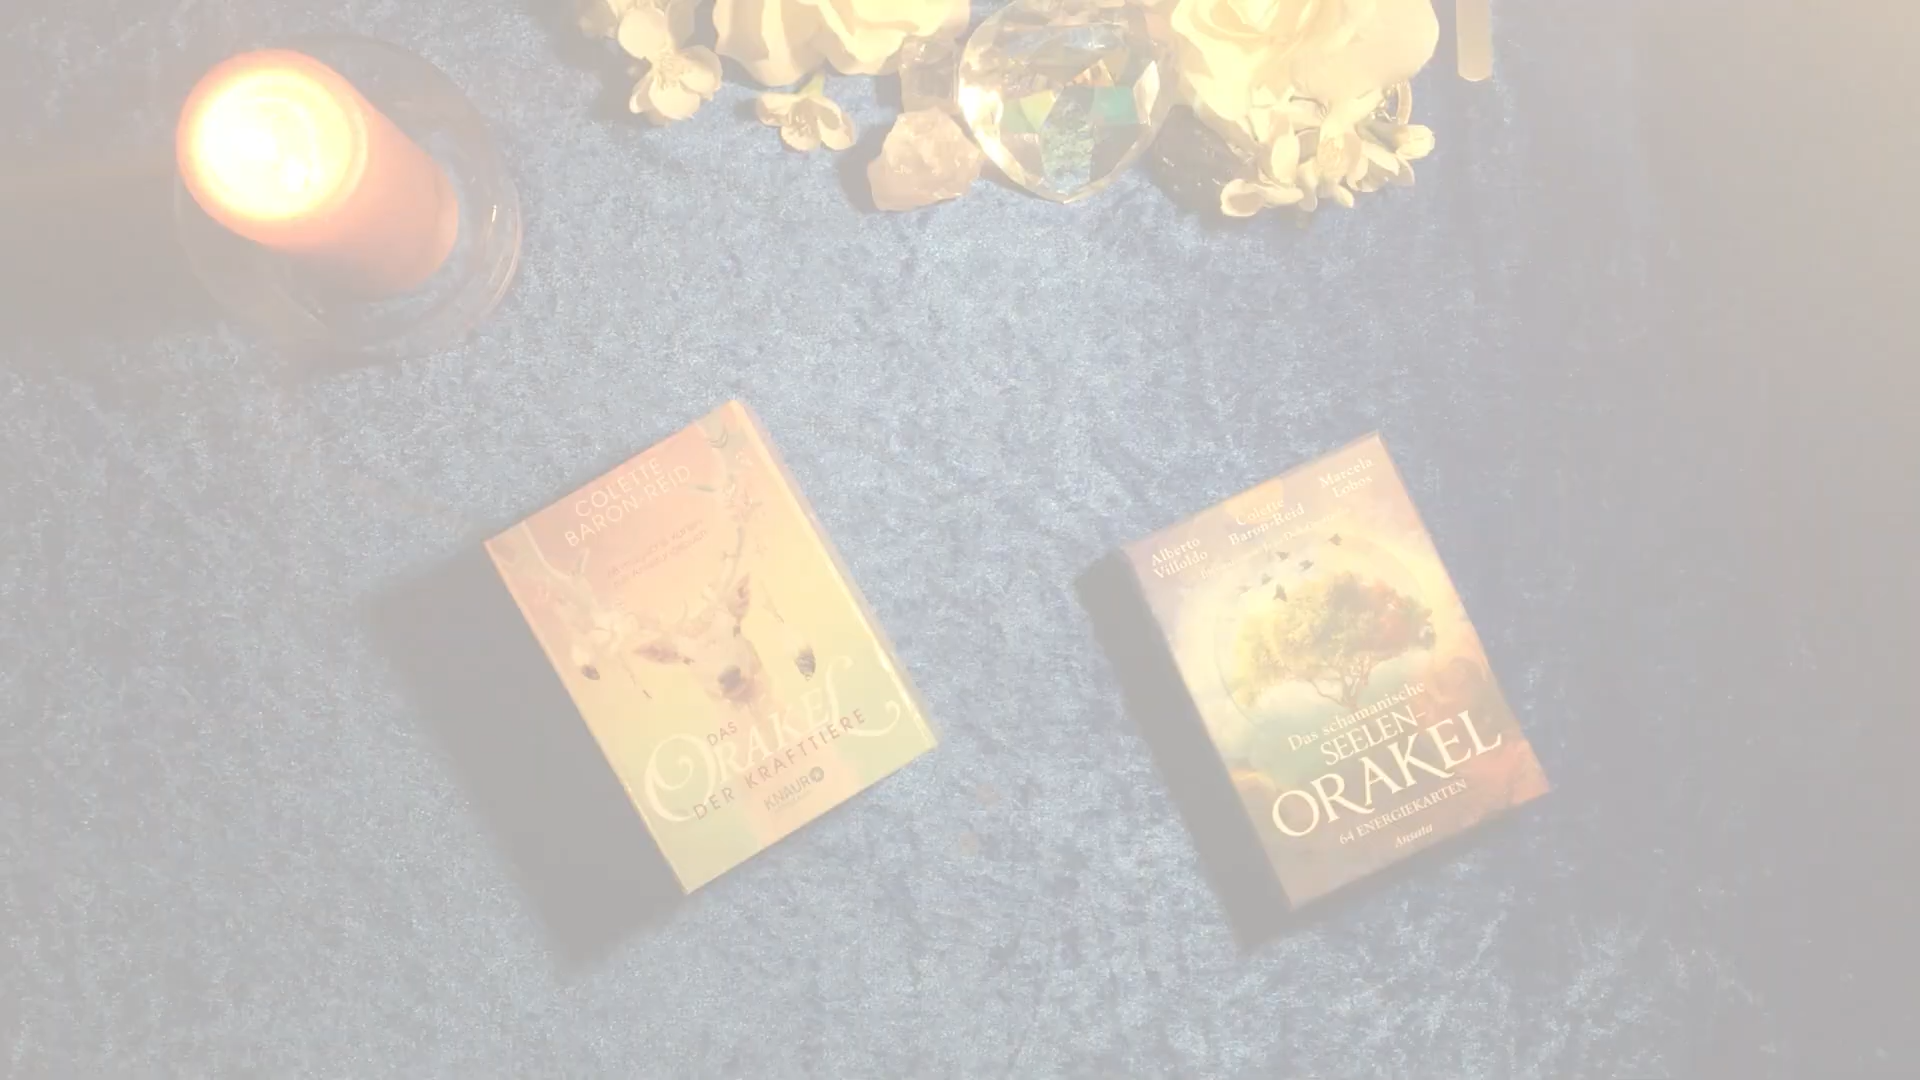 COLETTE
BARON-REID
DAS
ORAKEL
DER KRAFTTIERE
KNAUR
Alberto
Villoldo
Colette
Baron-Reid
Marcela
Lobos
Das schamanische
SEELEN-
ORAKEL
64 ENERGIEKARTEN
Ansata